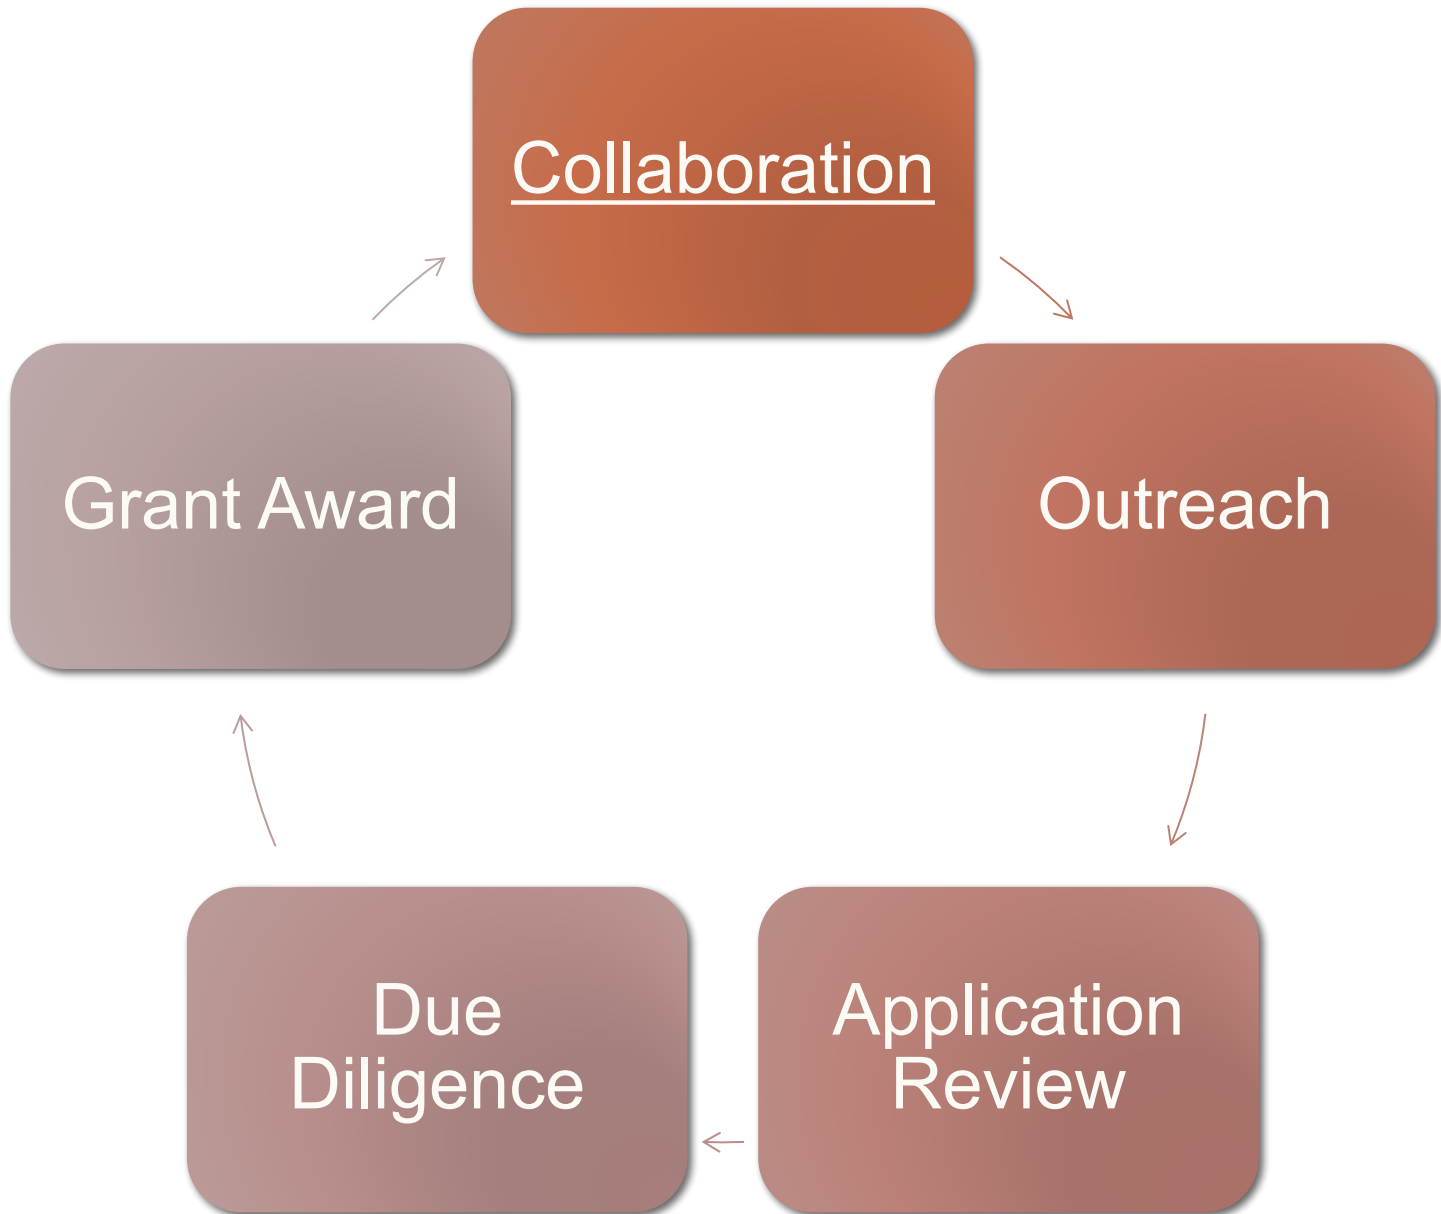 Collaboration
Outreach
Application
Review
Due
Diligence
Grant Award